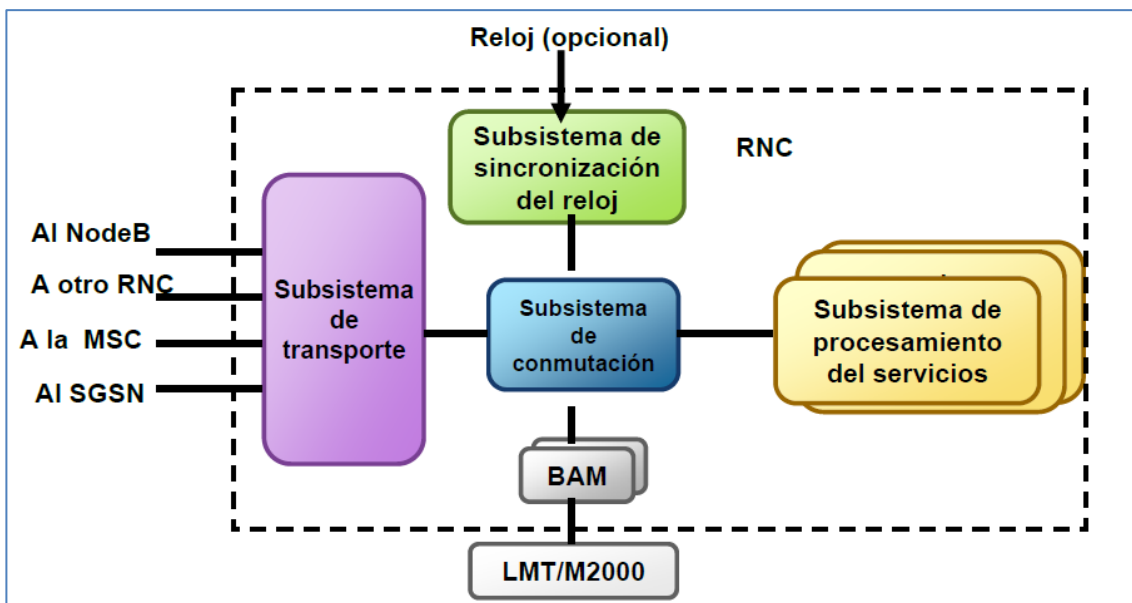 Reloj (opcional)
Subsistema de
sincronización
del reloj
RNC
Al NodeB
A otro RNC
A la MSC
Al SGSN
Subsistema
de
transporte
Subsistema
de
conmutación
Subsistema de
procesamiento
del servicios
BAM
LMT/M2000